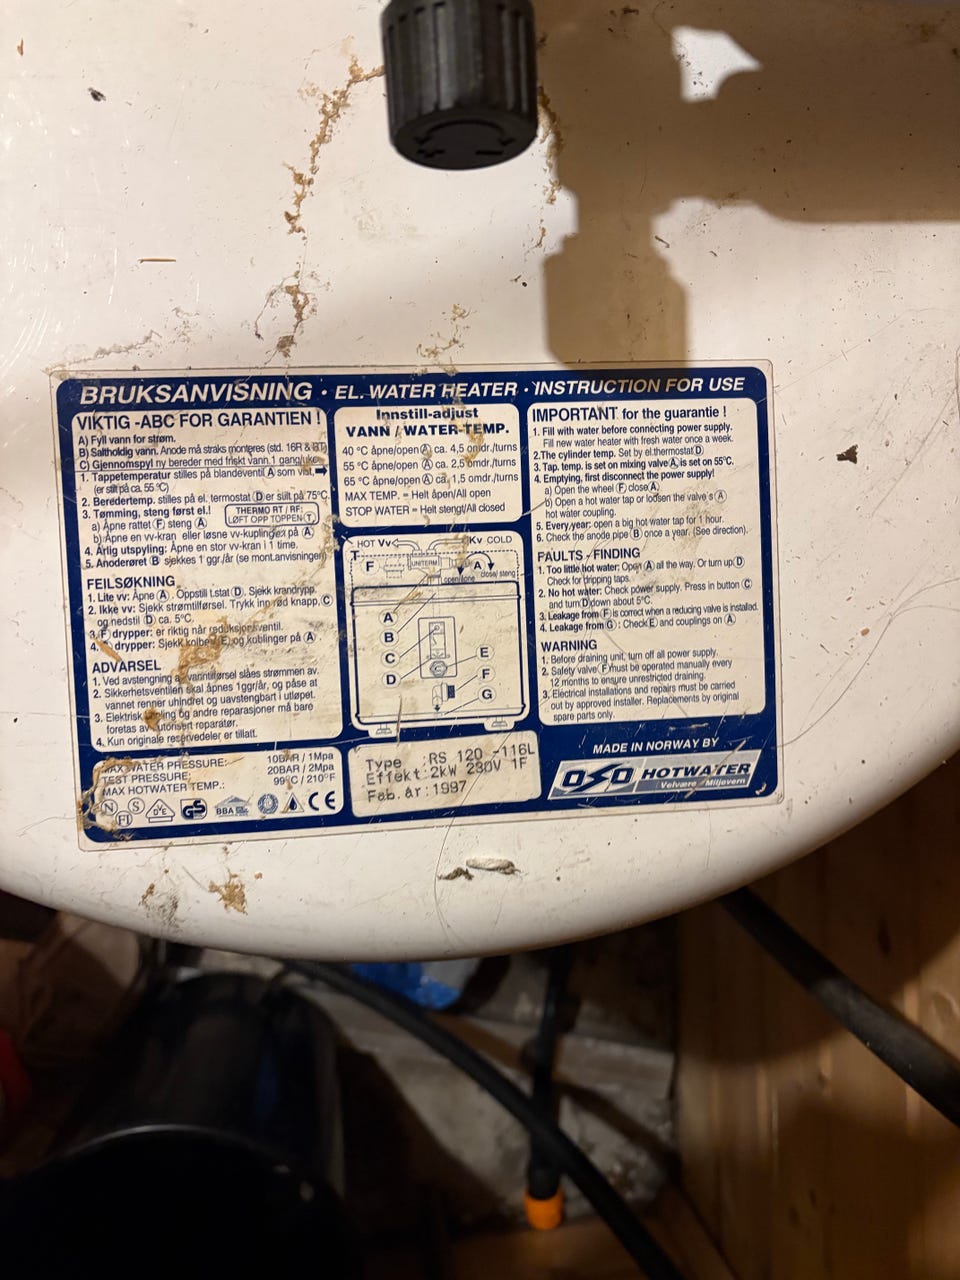 BRUKSANVISNING · EL. WATER HEATER · INSTRUCTION FOR USE
VIKTIG -ABC FOR GARANTIEN !
A) Fyll vann for strøm.
B) Saltholdig vann. Anode må straks monteres (std. 16R & RT)
C) Gjennomspyl ny bereder med friskt vann 1 gang/uke
1. Tappetemperatur stilles på blandeventil A som vist.
(er stilt på ca. 55°C)
2. Beredertemp. stilles på el. termostat D er stilt på 75°C.
3. Tømming, steng først el.!
THERMO RT / RF:
LØFT OPP TOPPEN T
a) Åpne rattet F steng A
b) Åpne en vv-kran eller løsne vv-kupling ex på A
4. Årlig utspyling: Åpne en stor vv-kran i 1 time.
5. Anoderøret B sjekkes 1 ggr/år (se mont.anvisningen)
FEILSØKNING
1. Lite vv: Åpne A. Oppstill t.stat D. Sjekk krandrypp.
2. Ikke vv: Sjekk strømtilførsel. Trykk inn rød knapp. C
og nedstill D ca. 5°C.
3. F drypper: er riktig når reduksjonsventil.
4. drypper: Sjekk kolbe E og koblinger på A
ADVARSEL
1. Ved avstengning vanntilførsel slåes strømmen av.
2. Sikkerhetsventilen skal åpnes 1ggr/år, og påse at
vannet renner uhindret og uavstengbart i utløpet.
3. Elektrisk og andre reparasjoner må bare
foretas av autorisert reparatør.
4. Kun originale reservedeler er tillatt.
Innstill-adjust
VANN / WATER-TEMP.
40 °C åpne/open A ca. 4,5 omdr./turns
55 °C åpne/open A ca. 2,5 omdr./turns
65 °C åpne/open A ca. 1,5 omdr./turns
MAX TEMP. = Helt åpen/All open
STOP WATER = Helt stengt/All closed
HOT Vv
Kv COLD
T
F
UNITERM
A
open/åpne
close/steng
A
B
C
D
E
F
G
IMPORTANT for the guarantie !
1. Fill with water before connecting power supply.
Fill new water heater with fresh water once a week.
2. The cylinder temp. Set by el.thermostat D
3. Tap. temp. is set on mixing valve A, is set on 55°C.
4. Emptying, first disconnect the power supply!
a) Open the wheel F, close A.
b) Open a hot water tap or loosen the valve's A
hot water coupling.
5. Every.year: open a big hot water tap for 1 hour.
6. Check the anode pipe B once a year. (See direction).
FAULTS - FINDING
1. Too little hot water: Open A all the way. Or turn up. D
Check for dripping taps.
2. No hot water: Check power supply. Press in button C
and turn D down about 5°C.
3. Leakage from F is correct when a reducing valve is installed.
4. Leakage from G : Check E and couplings on A
WARNING
1. Before draining unit, turn off all power supply.
2. Safety valve F must be operated manually every
12 months to ensure unrestricted draining.
3. Electrical installations and repairs must be carried
out by approved installer. Replacements by original
spare parts only.
MAX WATER PRESSURE: 10BAR / 1Mpa
TEST PRESSURE; 20BAR / 2Mpa
MAX HOTWATER TEMP.: 99°C / 210°F
N S FI
GS
BBA
CE
Type :RS 120 -116L
Effekt:2kW 230V 1F
Fab.år:1997
MADE IN NORWAY BY
OSO HOTWATER
Velvære Miljøvern